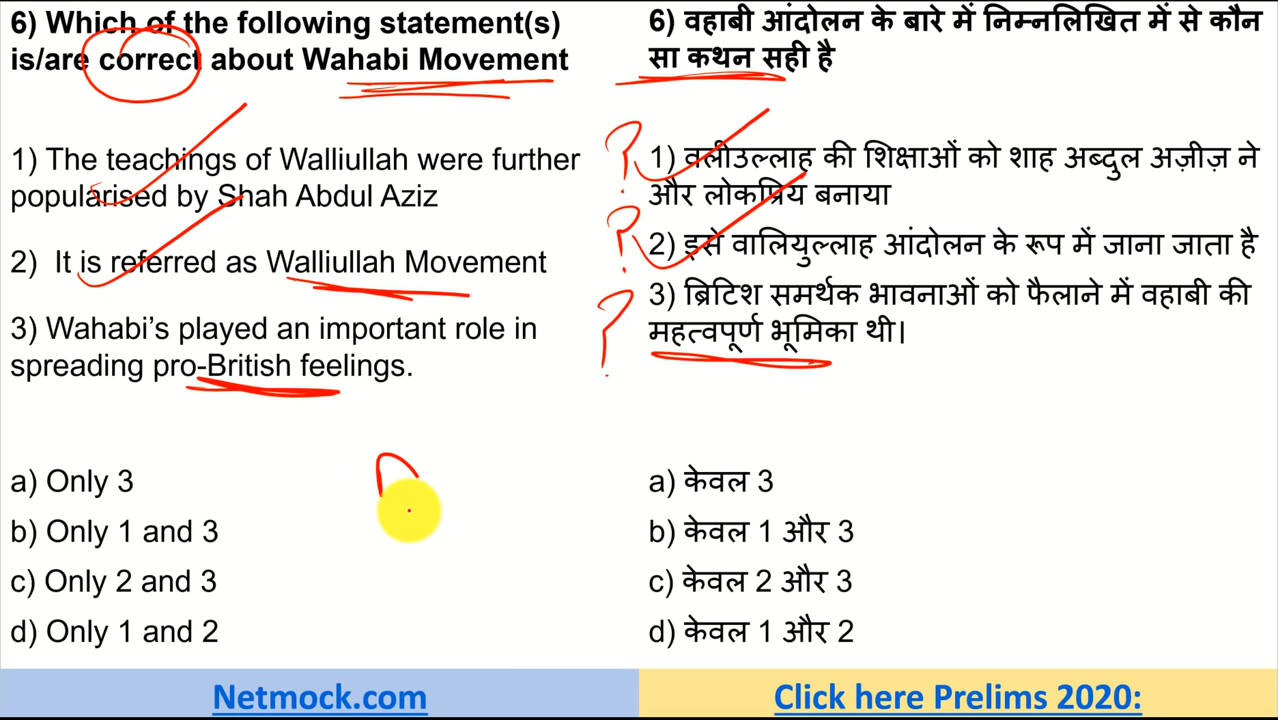 6) Which of the following statement(s)
is/are correct about Wahabi Movement
1) The teachings of Walliullah were further
popularised by Shah Abdul Aziz
2) It is referred as Walliullah Movement
3) Wahabi's played an important role in
spreading pro-British feelings.
a) Only 3
b) Only 1 and 3
c) Only 2 and 3
d) Only 1 and 2
Netmock.com
6) वहाबी आंदोलन के बारे में निम्नलिखित में से कौन
सा कथन सही है
1) वलीउल्लाह की शिक्षाओं को शाह अब्दुल अज़ीज़ ने
और लोकप्रिय बनाया
2) इसे वालियुल्लाह आंदोलन के रूप में जाना जाता है
3) ब्रिटिश समर्थक भावनाओं को फैलाने में वहाबी की
महत्वपूर्ण भूमिका थी।
a) केवल 3
b) केवल 1 और 3
c) केवल 2 और 3
d) केवल 1 और 2
Click here Prelims 2020: